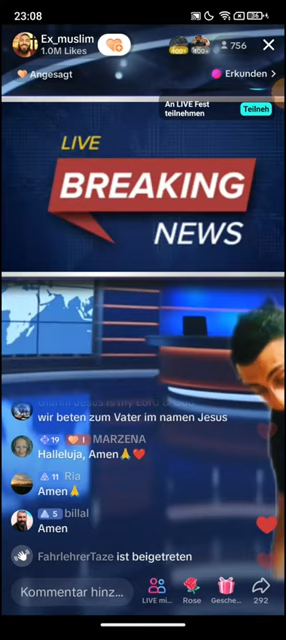 23:08
Ex_muslim
1.0M Likes
756
Angesagt
Erkunden >
An LIVE Fest
teilnehmen
Teilneh
LIVE
BREAKING
NEWS
wir beten zum Vater im namen Jesus
19 1 MARZENA
Halleluja, Amen🙏❤️
11 Ria
Amen🙏
5 billal
Amen
FahrlehrerTaze ist beigetreten
Kommentar hinz...
LIVE mi...
Rose
Gesche...
292